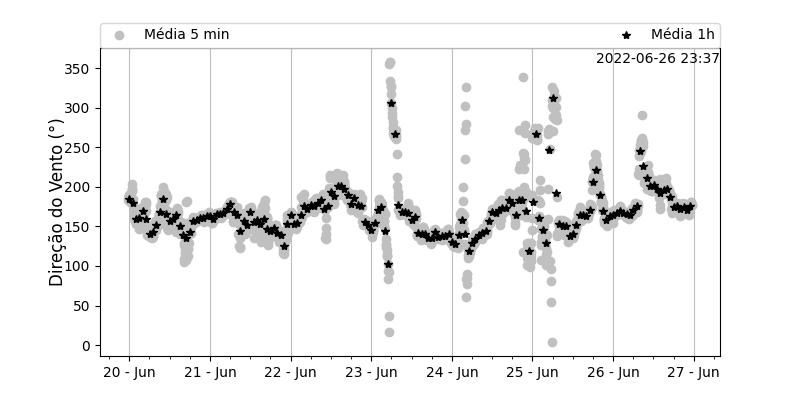 Média 5 min
Média 1h
2022-06-26 23:37
Direção do Vento (°)
350
300
250
200
150
100
50
0
20 - Jun
21 - Jun
22 - Jun
23 - Jun
24 - Jun
25 - Jun
26 - Jun
27 - Jun